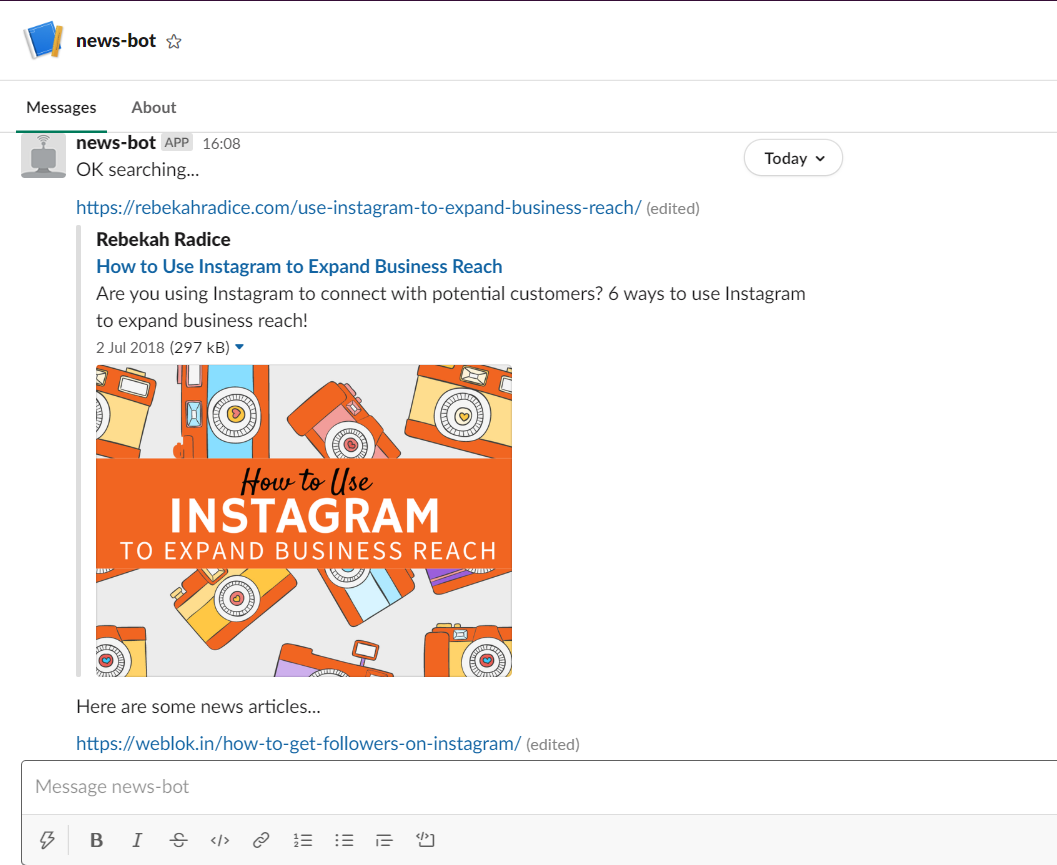 news-bot
Messages About
news-bot APP 16:08
Today
OK searching...
https://rebekahradice.com/use-instagram-to-expand-business-reach/ (edited)
Rebekah Radice
How to Use Instagram to Expand Business Reach
Are you using Instagram to connect with potential customers? 6 ways to use Instagram
to expand business reach!
2 Jul 2018 (297 kB)
How to Use
INSTAGRAM
TO EXPAND BUSINESS REACH
Here are some news articles...
https://weblok.in/how-to-get-followers-on-instagram/ (edited)
Message news-bot